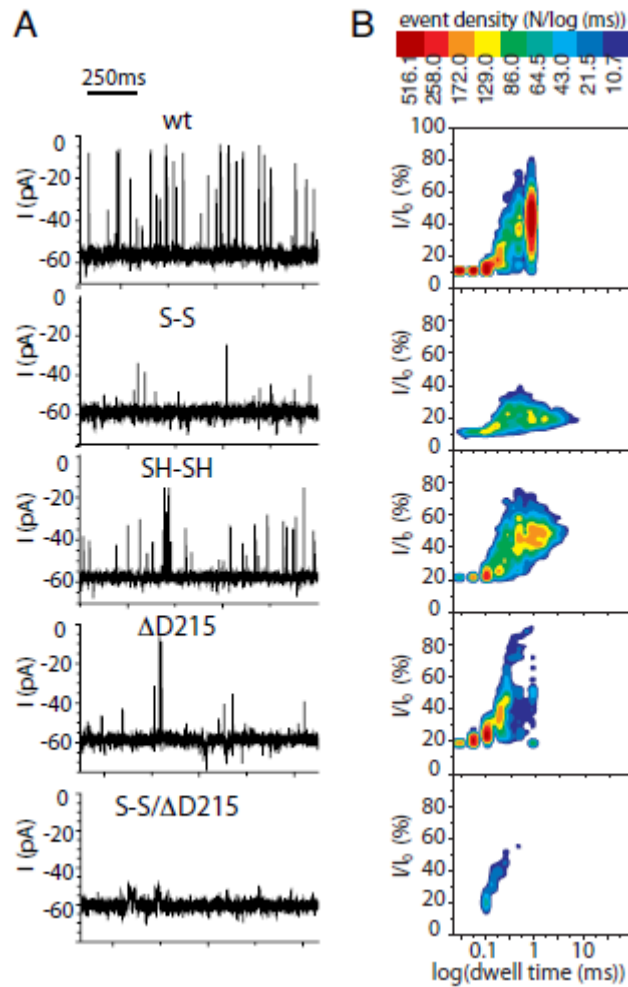 A
250ms
wt
0
-20
-40
-60
I (pA)
S-S
0
-20
-40
-60
I (pA)
SH-SH
0
-20
-40
-60
I (pA)
ΔD215
0
-20
-40
-60
I (pA)
S-S/ΔD215
0
-20
-40
-60
I (pA)
B
event density (N/log (ms))
516.1 258.0 172.0 129.0 86.0 64.5 43.0 21.5 10.7
100
80
60
40
20
0
I/I₀ (%)
80
60
40
20
0
I/I₀ (%)
80
60
40
20
0
I/I₀ (%)
80
60
40
20
0
I/I₀ (%)
80
60
40
20
0
I/I₀ (%)
0.1 1 10
log(dwell time (ms))